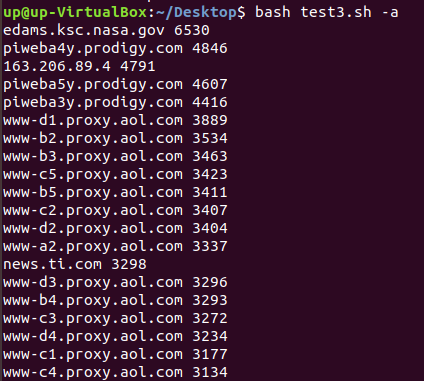 up@up-VirtualBox:~/Desktop$ bash test3.sh -a
edams.ksc.nasa.gov 6530
piweba4y.prodigy.com 4846
163.206.89.4 4791
piweba5y.prodigy.com 4607
piweba3y.prodigy.com 4416
www-d1.proxy.aol.com 3889
www-b2.proxy.aol.com 3534
www-b3.proxy.aol.com 3463
www-c5.proxy.aol.com 3423
www-b5.proxy.aol.com 3411
www-c2.proxy.aol.com 3407
www-d2.proxy.aol.com 3404
www-a2.proxy.aol.com 3337
news.ti.com 3298
www-d3.proxy.aol.com 3296
www-b4.proxy.aol.com 3293
www-c3.proxy.aol.com 3272
www-d4.proxy.aol.com 3234
www-c1.proxy.aol.com 3177
www-c4.proxy.aol.com 3134